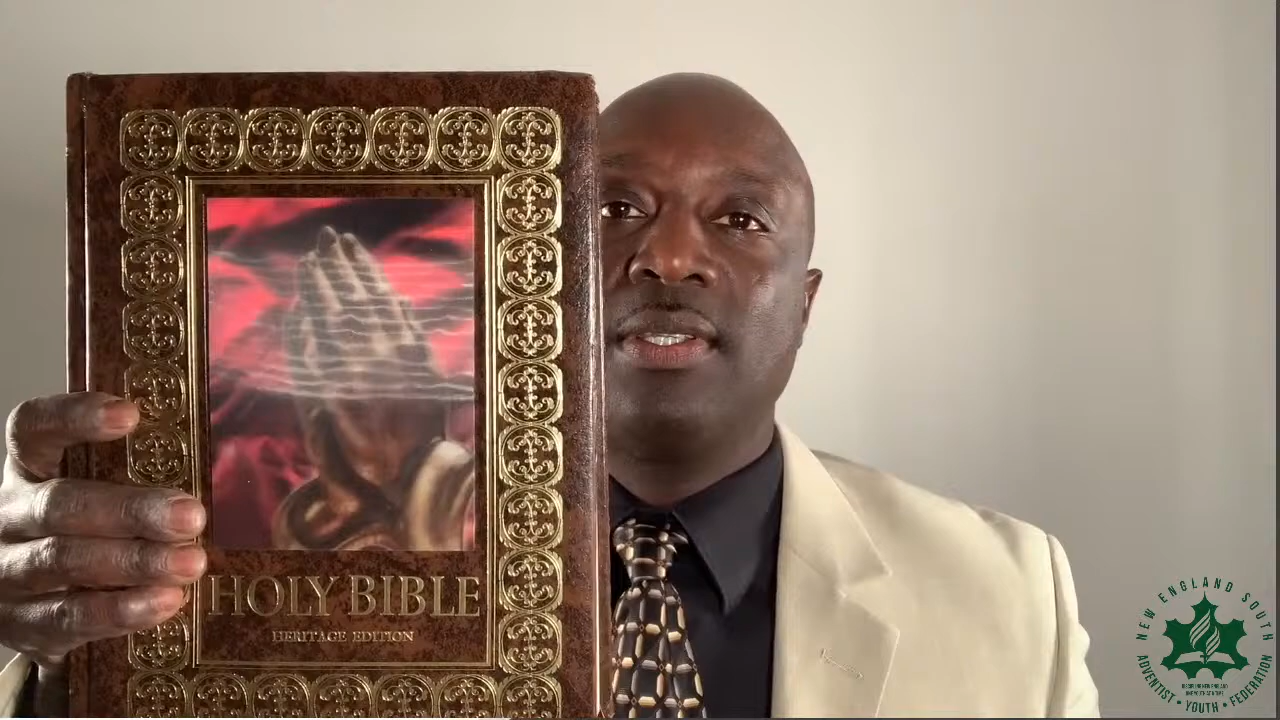 HOLY BIBLE
HERITAGE EDITION
NEW ENGLAND SOUTH
ADVENTIST • YOUTH • FEDERATION